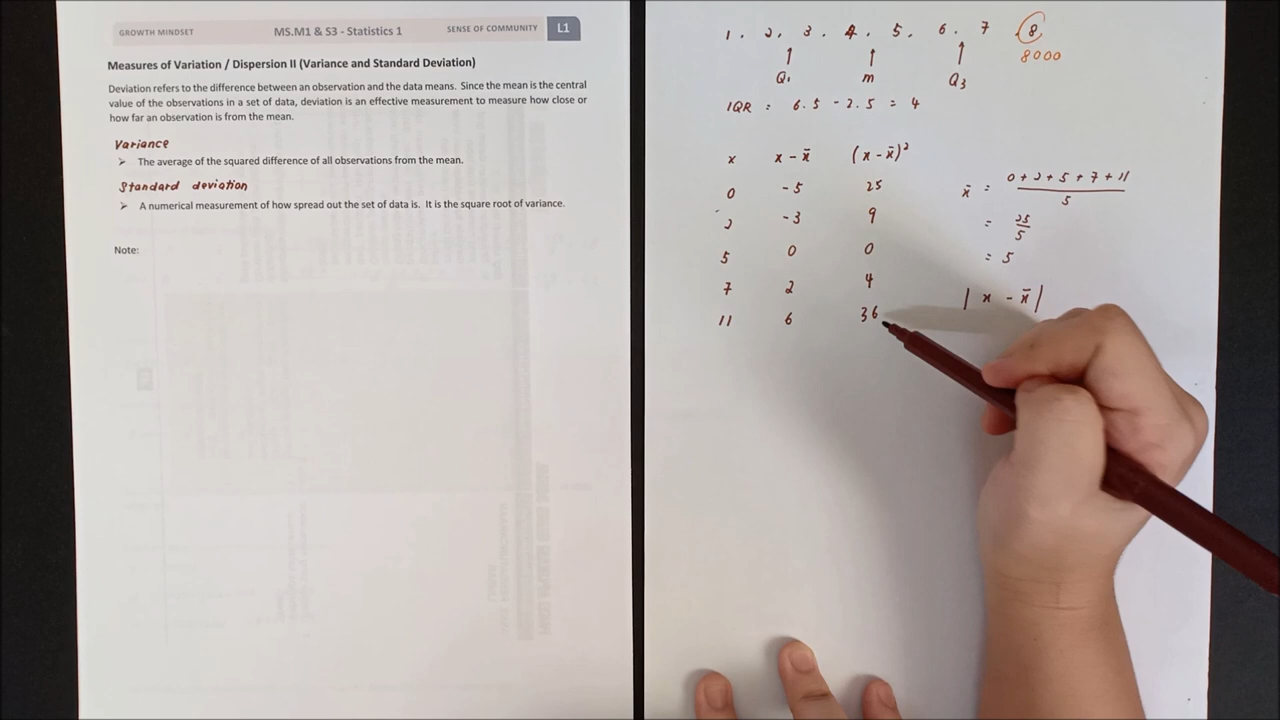 GROWTH MINDSET MS.M1 & S3 - Statistics 1 SENSE OF COMMUNITY L1
Measures of Variation / Dispersion II (Variance and Standard Deviation)
Deviation refers to the difference between an observation and the data means. Since the mean is the central
value of the observations in a set of data, deviation is an effective measurement to measure how close or
how far an observation is from the mean.
Variance
➢ The average of the squared difference of all observations from the mean.
Standard deviation
➢ A numerical measurement of how spread out the set of data is. It is the square root of variance.
Note:
1. 2, 3. 4. 5. 6. 7 8
8000
↑ ↑ ↑
Q₁ m Q₃
IQR = 6.5 - 2.5 = 4
x x - x̄ (x - x̄)²
0 -5 25
2 -3 9
5 0 0
7 2 4
11 6 36
x̄ = 0 + 2 + 5 + 7 + 11
5
= 25
5
= 5
|x - x̄|